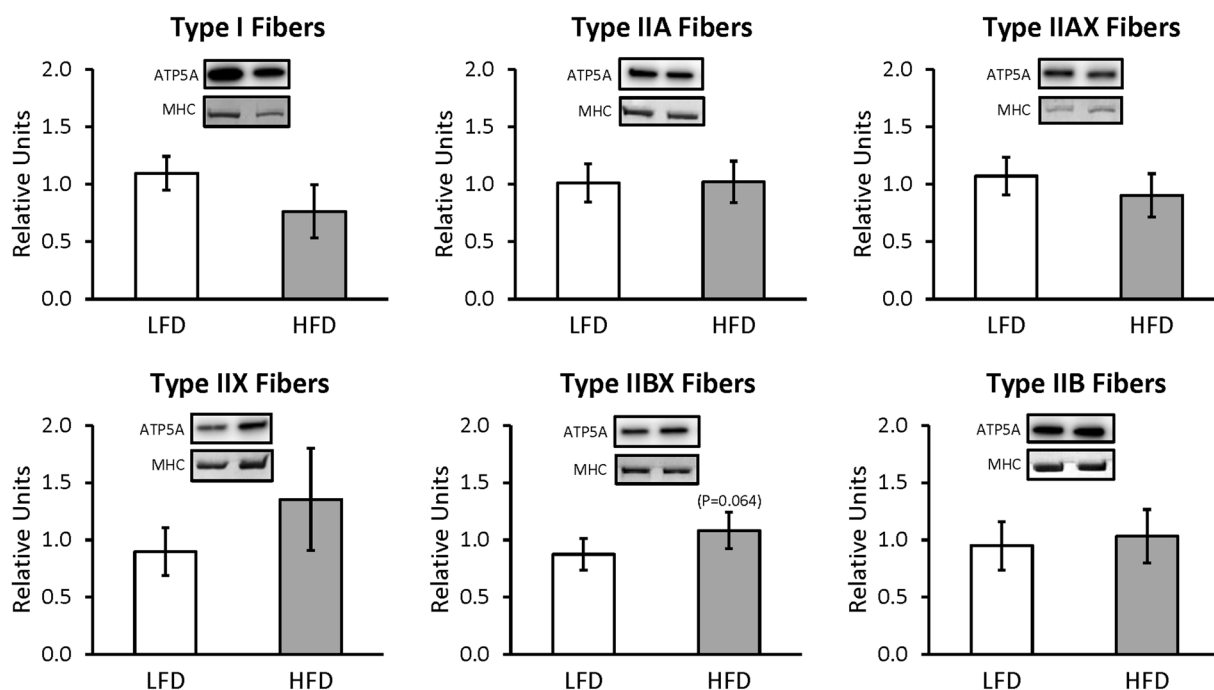 Type I Fibers
2.0
1.5
1.0
0.5
0.0
Relative Units
ATP5A
MHC
LFD
HFD
Type IIA Fibers
2.0
1.5
1.0
0.5
0.0
Relative Units
ATP5A
MHC
LFD
HFD
Type IIAX Fibers
2.0
1.5
1.0
0.5
0.0
Relative Units
ATP5A
MHC
LFD
HFD
Type IIX Fibers
2.0
1.5
1.0
0.5
0.0
Relative Units
ATP5A
MHC
LFD
HFD
Type IIBX Fibers
2.0
1.5
1.0
0.5
0.0
Relative Units
ATP5A
MHC
(P=0.064)
LFD
HFD
Type IIB Fibers
2.0
1.5
1.0
0.5
0.0
Relative Units
ATP5A
MHC
LFD
HFD